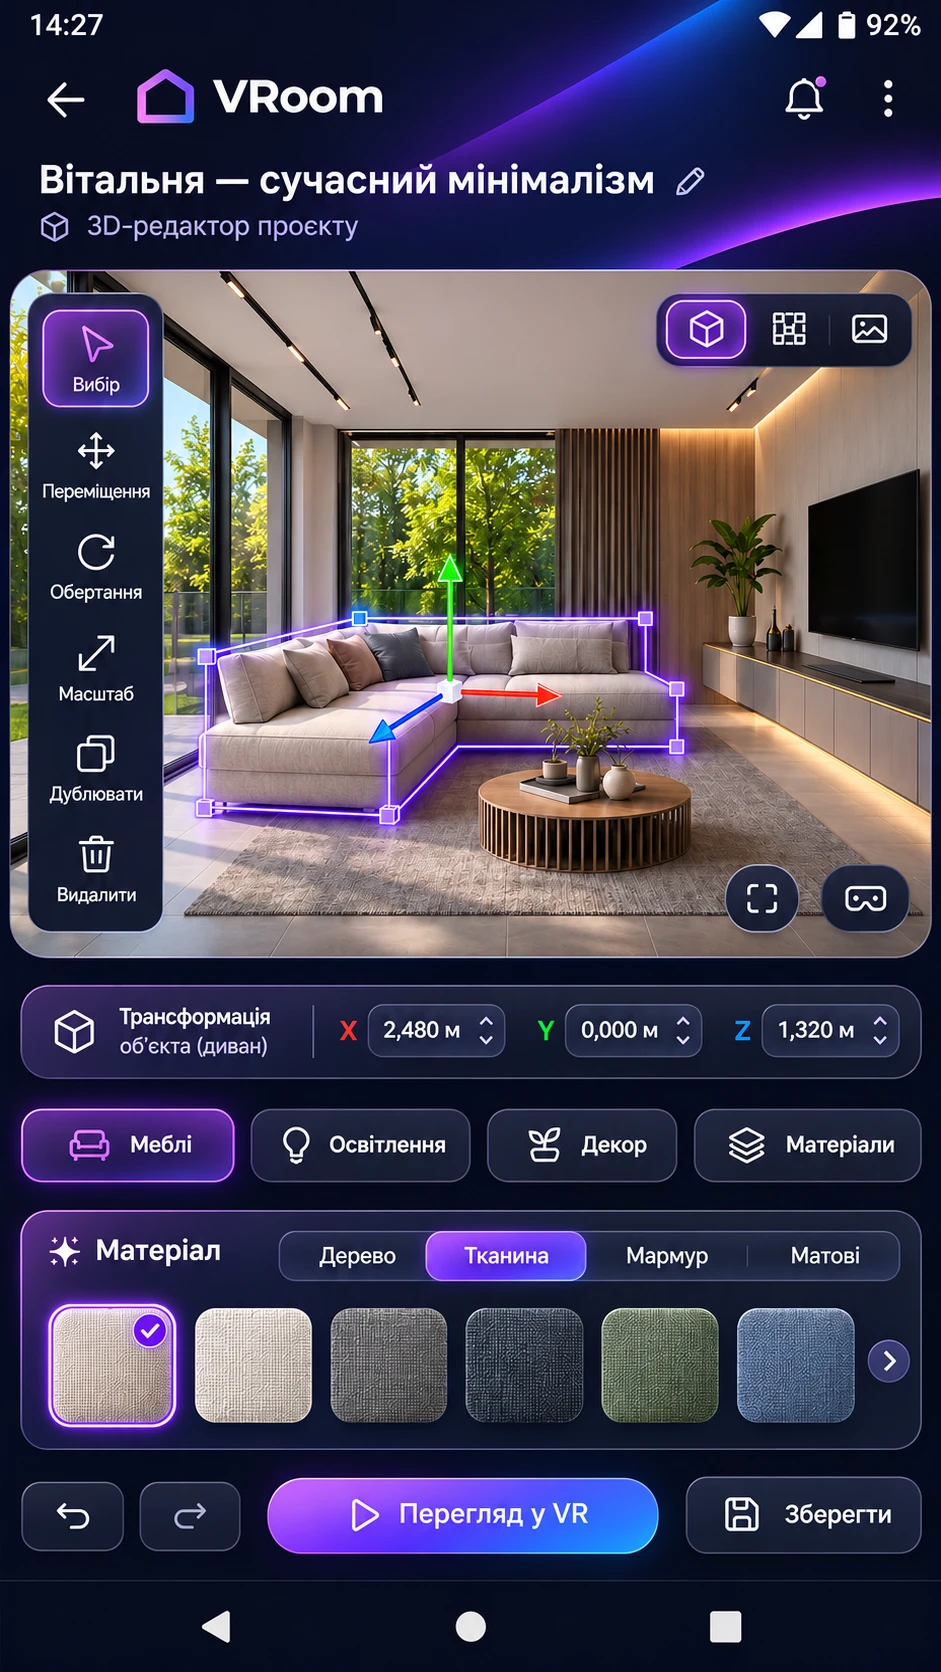 14:27
92%
VRoom
Вітальня — сучасний мінімалізм
3D-редактор проєкту
Вибір
Переміщення
Обертання
Масштаб
Дублювати
Видалити
Трансформація
об'єкта (диван)
X 2,480 м Y 0,000 м Z 1,320 м
Меблі Освітлення Декор Матеріали
Матеріал Дерево Тканина Мармур Матові
Перегляд у VR Зберегти